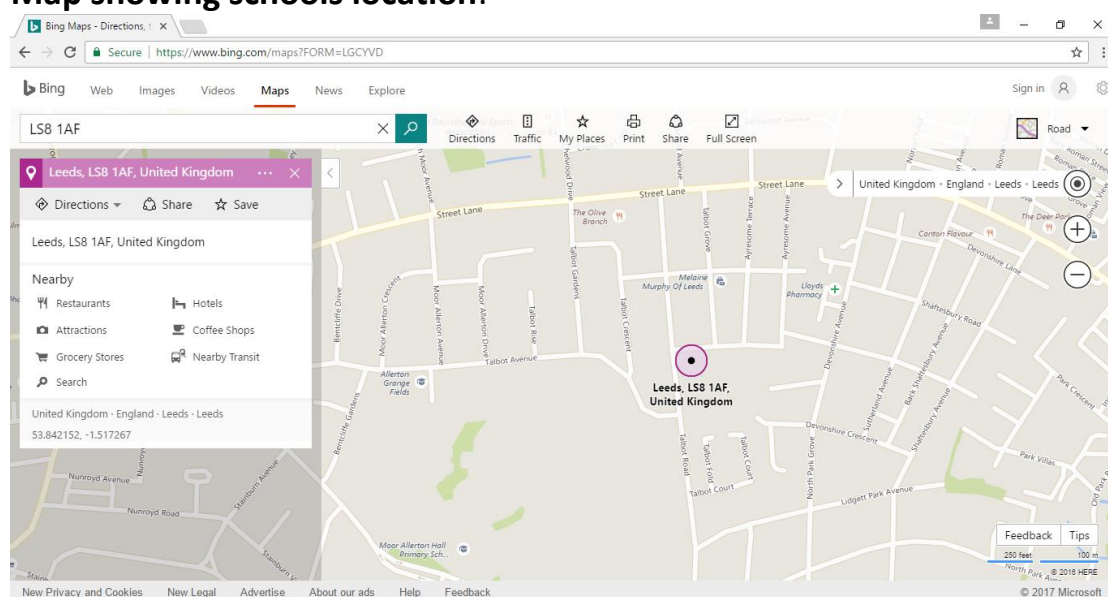 Map showing schools location.
Bing Maps - Directions, t
Secure | https://www.bing.com/maps?FORM=LGCYVD
Bing Web Images Videos Maps News Explore Sign in
LS8 1AF
Directions Traffic My Places Print Share Full Screen Road
Leeds, LS8 1AF, United Kingdom
Directions Share Save
Leeds, LS8 1AF, United Kingdom
Nearby
Restaurants Hotels
Attractions Coffee Shops
Grocery Stores Nearby Transit
Search
United Kingdom · England · Leeds · Leeds
53.842152, -1.517267
United Kingdom · England · Leeds · Leeds
Moor Avenue
Street Lane
Street Lane
Street Lane
The Olive
Branch
Talbot Grove
Ayresome Terrace
Ayresome Avenue
The Deer Park
Canton Flavour
Devonshire Lane
Talbot Gardens
Melaine
Murphy Of Leeds
Lloyds
Pharmacy
Bentcliffe Drive
Moor Allerton Crescent
Moor Allerton Avenue
Moor Allerton Drive
Talbot Rise
Talbot Crescent
Talbot Avenue
Shaftesbury Road
Devonshire Avenue
Allerton
Grange
Fields
Leeds, LS8 1AF,
United Kingdom
Sutherland Avenue
Back Shaftesbury Avenue
Shaftesbury Avenue
Park Crescent
Bentcliffe Gardens
Devonshire Crescent
Talbot Road
Talbot Fold
Talbot Court
Talbot Court
North Park Grove
Lidgett Park Avenue
Park Villas
Nunroyd Avenue
Nunroyd Road
Moor Allerton Hall
Primary Sch...
Feedback Tips
250 feet 100 m
© 2016 HERE
New Privacy and Cookies New Legal Advertise About our ads Help Feedback © 2017 Microsoft